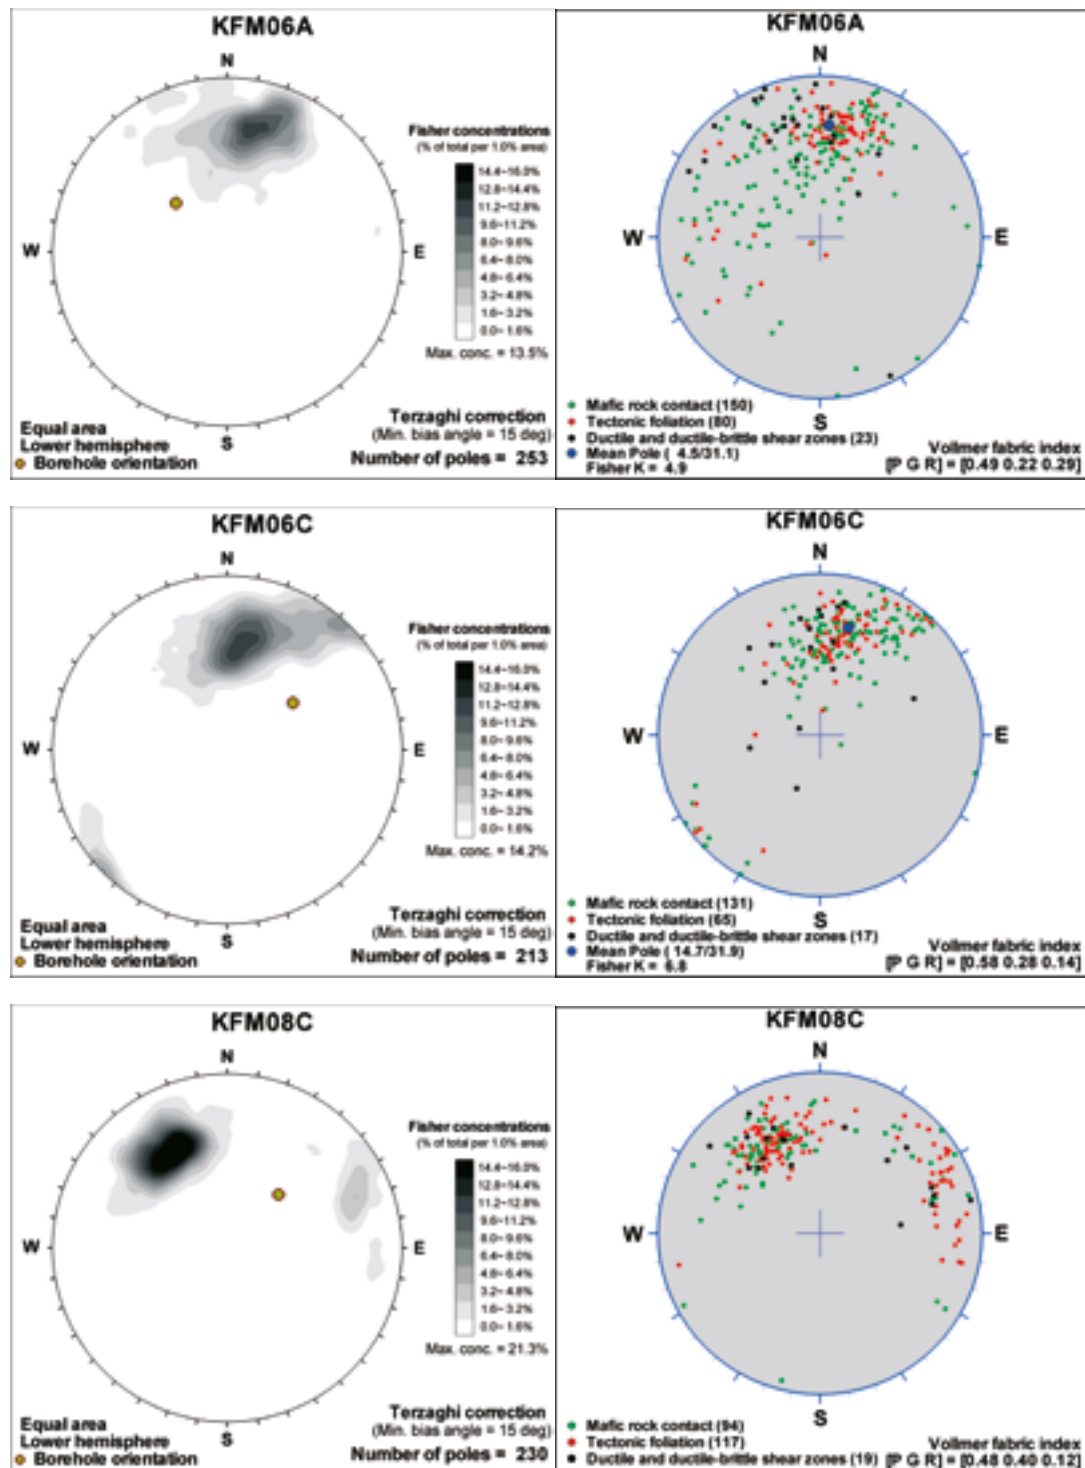 KFM06A
N
W
E
S
Fisher concentrations
(% of total per 1.0% area)
14.4~16.0%
12.8~14.4%
11.2~12.8%
9.6~11.2%
8.0~9.6%
6.4~8.0%
4.8~6.4%
3.2~4.8%
1.6~3.2%
0.0~1.6%
Max. conc. = 13.5%
Equal area
Lower hemisphere
Borehole orientation
Terzaghi correction
(Min. bias angle = 15 deg)
Number of poles = 253
KFM06A
N
W
E
S
Mafic rock contact (150)
Tectonic foliation (80)
Ductile and ductile-brittle shear zones (23)
Mean Pole ( 4.5/31.1)
Fisher K = 4.9
Vollmer fabric index
[P G R] = [0.49 0.22 0.29]
KFM06C
N
W
E
S
Fisher concentrations
(% of total per 1.0% area)
14.4~16.0%
12.8~14.4%
11.2~12.8%
9.6~11.2%
8.0~9.6%
6.4~8.0%
4.8~6.4%
3.2~4.8%
1.6~3.2%
0.0~1.6%
Max. conc. = 14.2%
Equal area
Lower hemisphere
Borehole orientation
Terzaghi correction
(Min. bias angle = 15 deg)
Number of poles = 213
KFM06C
N
W
E
S
Mafic rock contact (131)
Tectonic foliation (65)
Ductile and ductile-brittle shear zones (17)
Mean Pole ( 14.7/31.9)
Fisher K = 6.8
Vollmer fabric index
[P G R] = [0.58 0.28 0.14]
KFM08C
N
W
E
S
Fisher concentrations
(% of total per 1.0% area)
14.4~16.0%
12.8~14.4%
11.2~12.8%
9.6~11.2%
8.0~9.6%
6.4~8.0%
4.8~6.4%
3.2~4.8%
1.6~3.2%
0.0~1.6%
Max. conc. = 21.3%
Equal area
Lower hemisphere
Borehole orientation
Terzaghi correction
(Min. bias angle = 15 deg)
Number of poles = 230
KFM08C
N
W
E
S
Mafic rock contact (94)
Tectonic foliation (117)
Ductile and ductile-brittle shear zones (19)
Vollmer fabric index
[P G R] = [0.48 0.40 0.12]